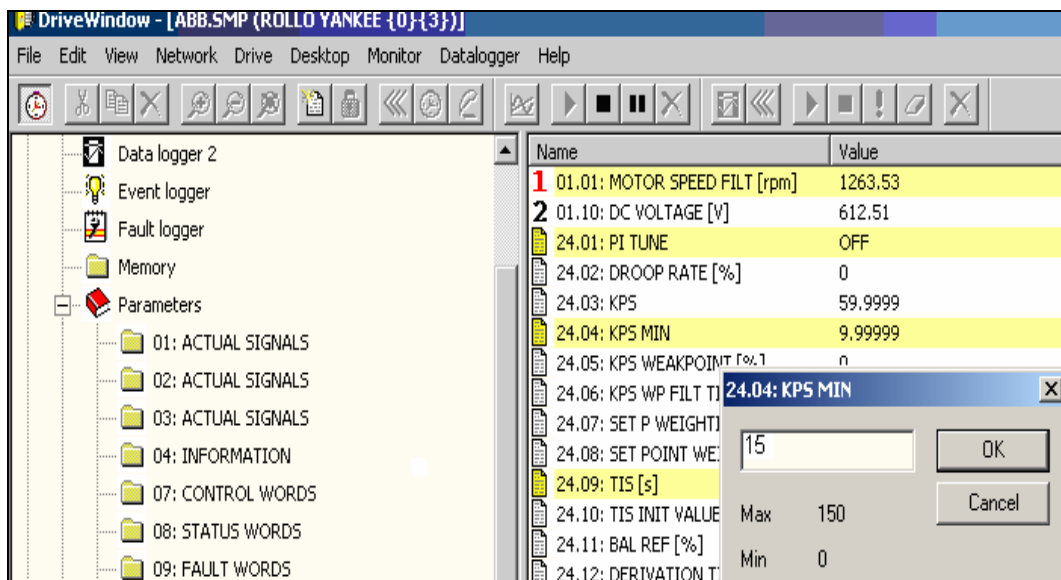 DriveWindow - [ABB.SMP (ROLLO YANKEE {0}{3})]
File Edit View Network Drive Desktop Monitor Datalogger Help
Data logger 2
Event logger
Fault logger
Memory
Parameters
01: ACTUAL SIGNALS
02: ACTUAL SIGNALS
03: ACTUAL SIGNALS
04: INFORMATION
07: CONTROL WORDS
08: STATUS WORDS
09: FAULT WORDS
Name Value
1 01.01: MOTOR SPEED FILT [rpm] 1263.53
2 01.10: DC VOLTAGE [V] 612.51
24.01: PI TUNE OFF
24.02: DROOP RATE [%] 0
24.03: KPS 59.9999
24.04: KPS MIN 9.99999
24.05: KPS WEAKPOINT [%] 0
24.06: KPS WP FILT
24.07: SET P
24.08: SET POINT
24.09: TIS [s]
24.10: TIS INIT VALUE
24.11: BAL REF [%]
24.12: DERIVATION
24.04: KPS MIN
15
OK
Cancel
Max 150
Min 0